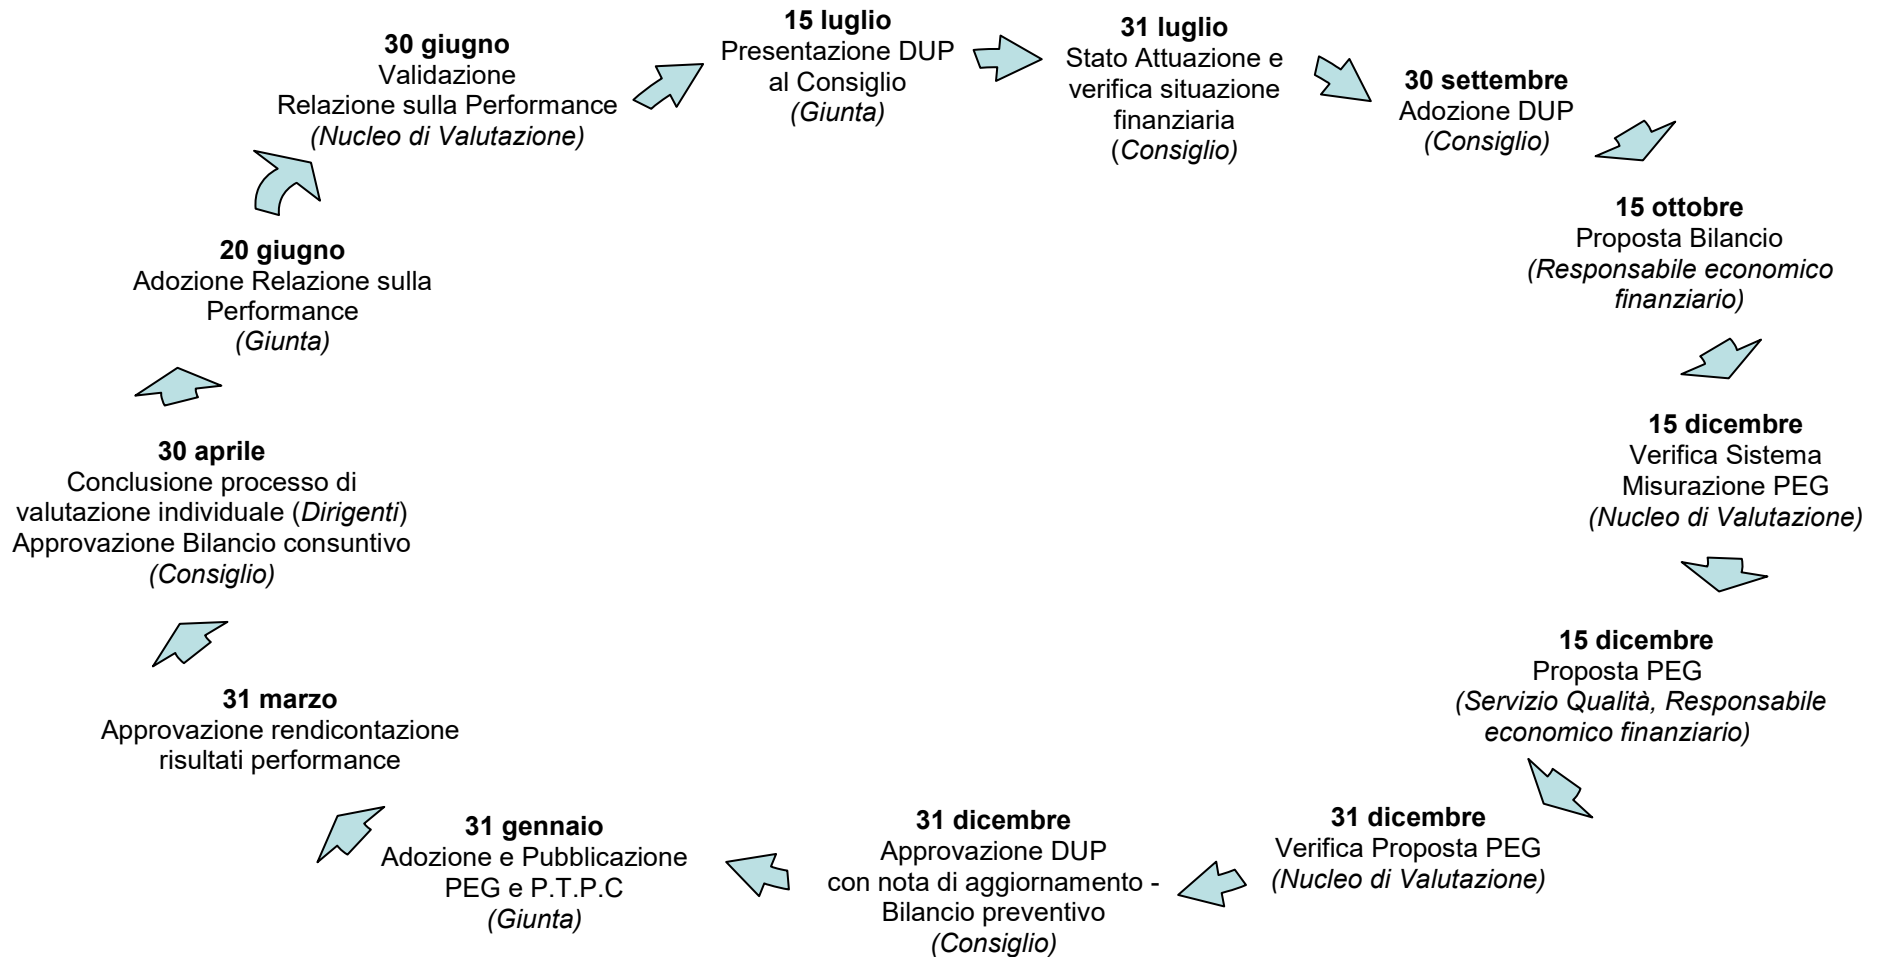 15 luglio
Presentazione DUP
al Consiglio
(Giunta)
31 luglio
Stato Attuazione e
verifica situazione
finanziaria
(Consiglio)
30 settembre
Adozione DUP
(Consiglio)
15 ottobre
Proposta Bilancio
(Responsabile economico
finanziario)
15 dicembre
Verifica Sistema
Misurazione PEG
(Nucleo di Valutazione)
15 dicembre
Proposta PEG
(Servizio Qualità, Responsabile
economico finanziario)
31 dicembre
Verifica Proposta PEG
(Nucleo di Valutazione)
31 dicembre
Approvazione DUP
con nota di aggiornamento -
Bilancio preventivo
(Consiglio)
31 gennaio
Adozione e Pubblicazione
PEG e P.T.P.C
(Giunta)
31 marzo
Approvazione rendicontazione
risultati performance
30 aprile
Conclusione processo di
valutazione individuale (Dirigenti)
Approvazione Bilancio consuntivo
(Consiglio)
20 giugno
Adozione Relazione sulla
Performance
(Giunta)
30 giugno
Validazione
Relazione sulla Performance
(Nucleo di Valutazione)